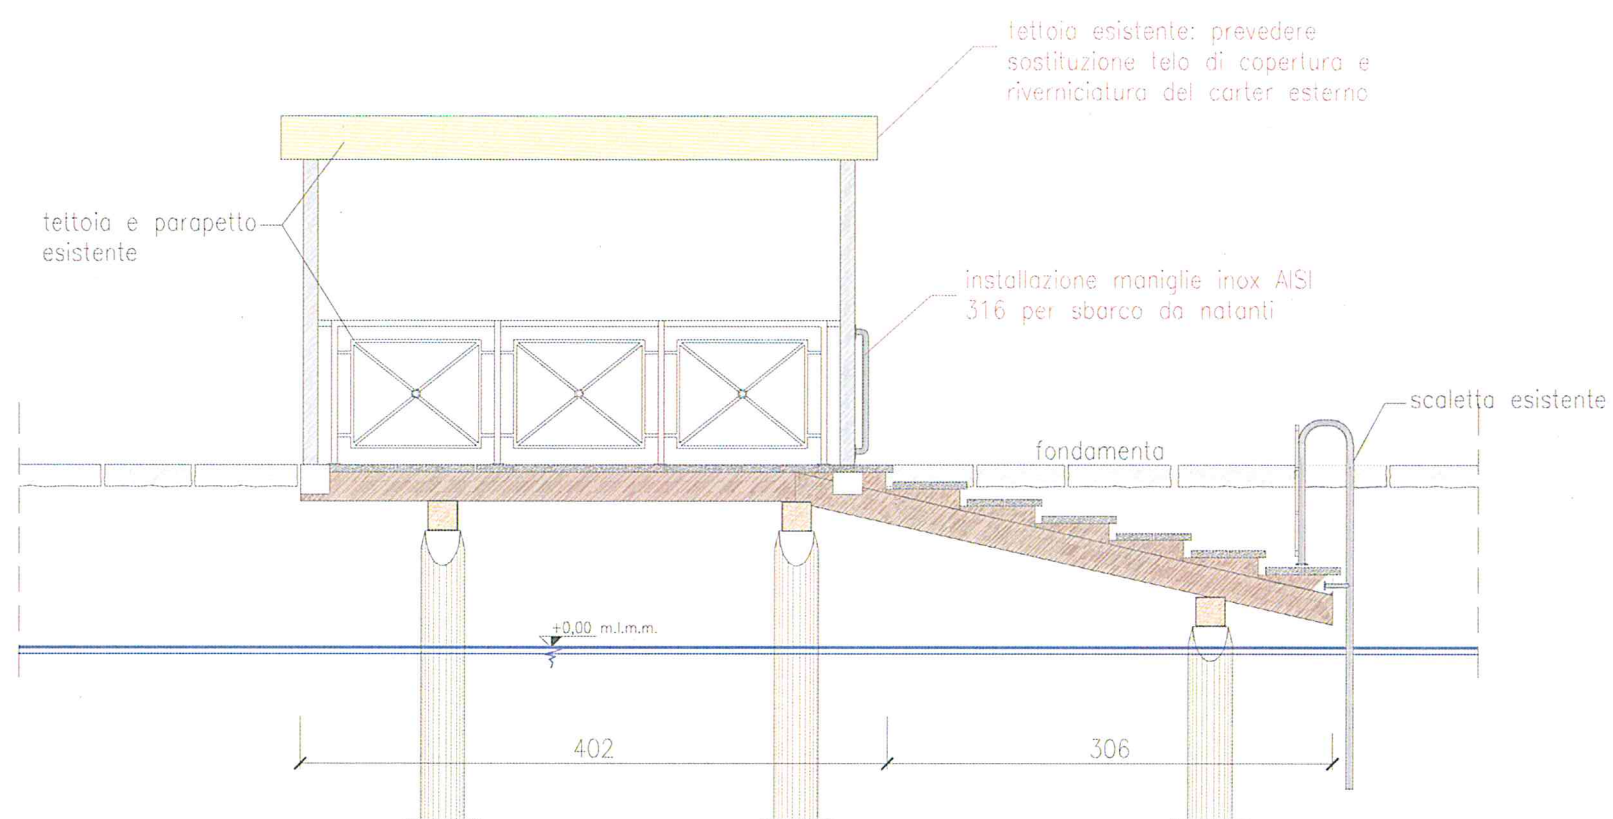 tettoia esistente: prevedere
sostituzione telo di copertura e
riverniciatura del carter esterno
tettoia e parapetto
esistente
installazione maniglie inox AISI
316 per sbarco da natanti
scaletta esistente
fondamenta
+0,00 m.l.m.m.
402
306